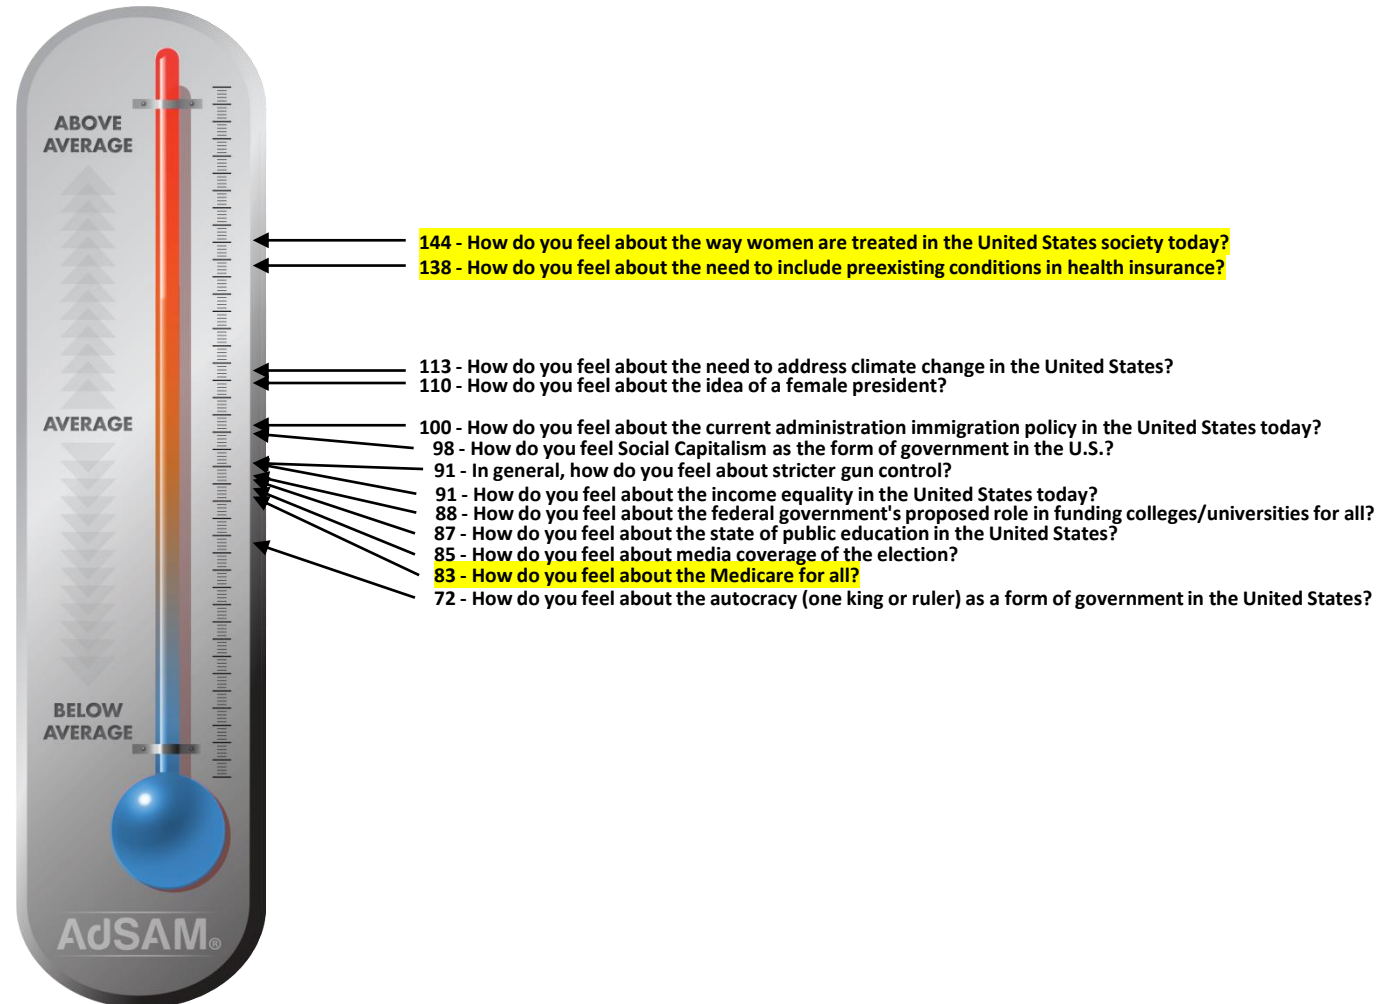 ABOVE
AVERAGE
144 - How do you feel about the way women are treated in the United States society today?
138 - How do you feel about the need to include preexisting conditions in health insurance?
113 - How do you feel about the need to address climate change in the United States?
110 - How do you feel about the idea of a female president?
AVERAGE
100 - How do you feel about the current administration immigration policy in the United States today?
98 - How do you feel Social Capitalism as the form of government in the U.S.?
91 - In general, how do you feel about stricter gun control?
91 - How do you feel about the income equality in the United States today?
88 - How do you feel about the federal government's proposed role in funding colleges/universities for all?
87 - How do you feel about the state of public education in the United States?
85 - How do you feel about media coverage of the election?
83 - How do you feel about the Medicare for all?
72 - How do you feel about the autocracy (one king or ruler) as a form of government in the United States?
BELOW
AVERAGE
AdSAM®